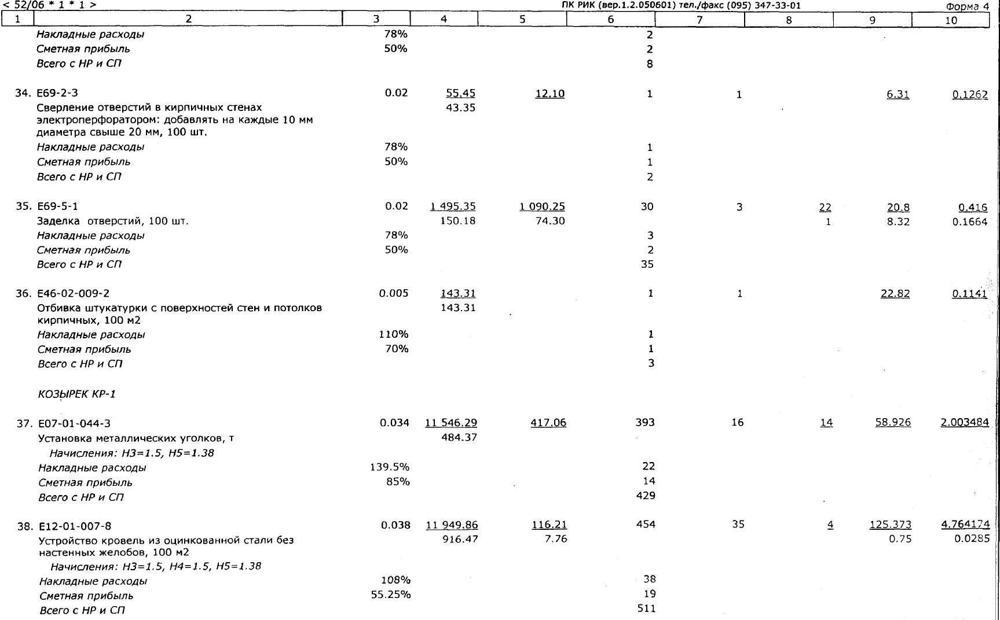 < 52/06 * 1 * 1 > ПК РИК (вер.1.2.050601) тел./факс (095) 347-33-01 Форма 4
1 2 3 4 5 6 7 8 9 10
Накладные расходы 78% 2
Сметная прибыль 50% 2
Всего с НР и СП 8
34. Е69-2-3 0.02 55.45 12.10 1 1 6.31 0.1262
Сверление отверстий в кирпичных стенах 43.35
электроперфоратором: добавлять на каждые 10 мм
диаметра свыше 20 мм, 100 шт.
Накладные расходы 78% 1
Сметная прибыль 50% 1
Всего с НР и СП 2
35. Е69-5-1 0.02 1 495.35 1 090.25 30 3 22 20.8 0.416
Заделка отверстий, 100 шт. 150.18 74.30 1 8.32 0.1664
Накладные расходы 78% 3
Сметная прибыль 50% 2
Всего с НР и СП 35
36. Е46-02-009-2 0.005 143.31 1 1 22.82 0.1141
Отбивка штукатурки с поверхностей стен и потолков 143.31
кирпичных, 100 м2
Накладные расходы 110% 1
Сметная прибыль 70% 1
Всего с НР и СП 3
КОЗЫРЕК КР-1
37. Е07-01-044-3 0.034 11 546.29 417.06 393 16 14 58.926 2.003484
Установка металлических уголков, т 484.37
Начисления: Н3=1.5, Н5=1.38
Накладные расходы 139.5% 22
Сметная прибыль 85% 14
Всего с НР и СП 429
38. Е12-01-007-8 0.038 11 949.86 116.21 454 35 4 125.373 4.764174
Устройство кровель из оцинкованной стали без 916.47 7.76 0.75 0.0285
настенных желобов, 100 м2
Начисления: Н3=1.5, Н4=1.5, Н5=1.38
Накладные расходы 108% 38
Сметная прибыль 55.25% 19
Всего с НР и СП 511